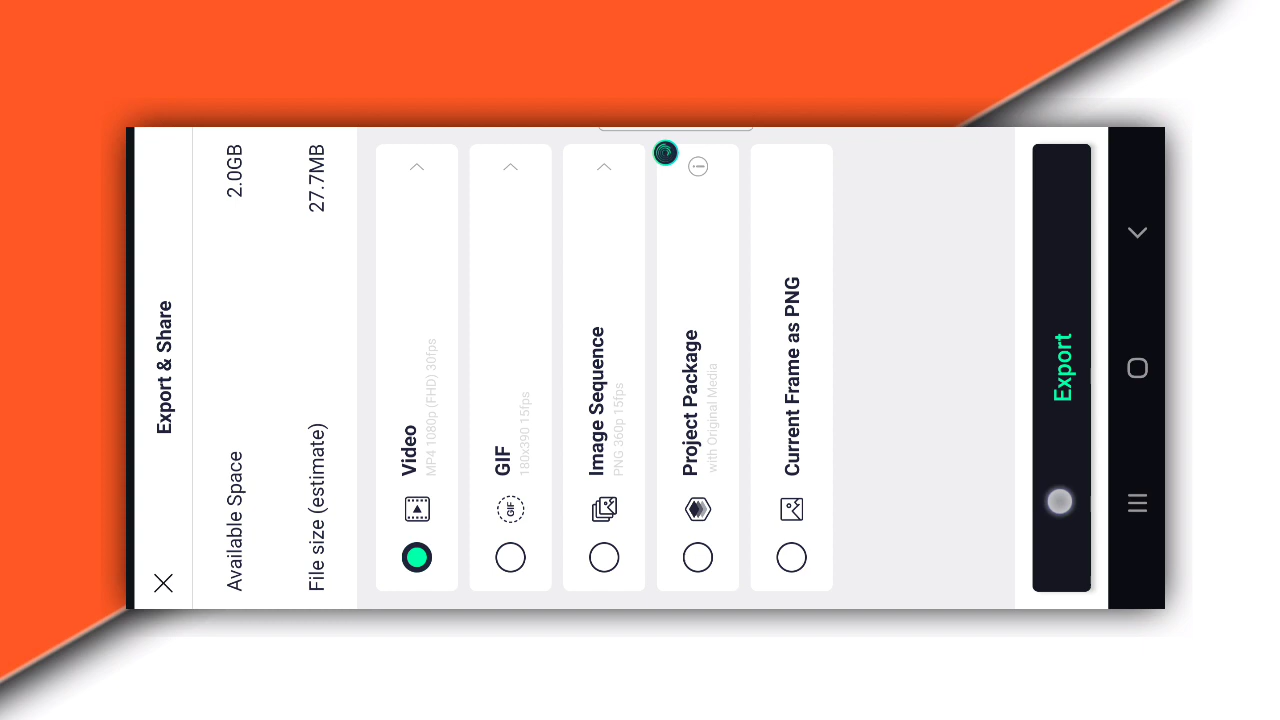 Export & Share
Available Space 2.0GB
File size (estimate) 27.7MB
Video
MP4 1080p (FHD) 30fps
GIF
GIF
180x390 15fps
Image Sequence
PNG 360p 15fps
Project Package
with Original Media
Current Frame as PNG
Export